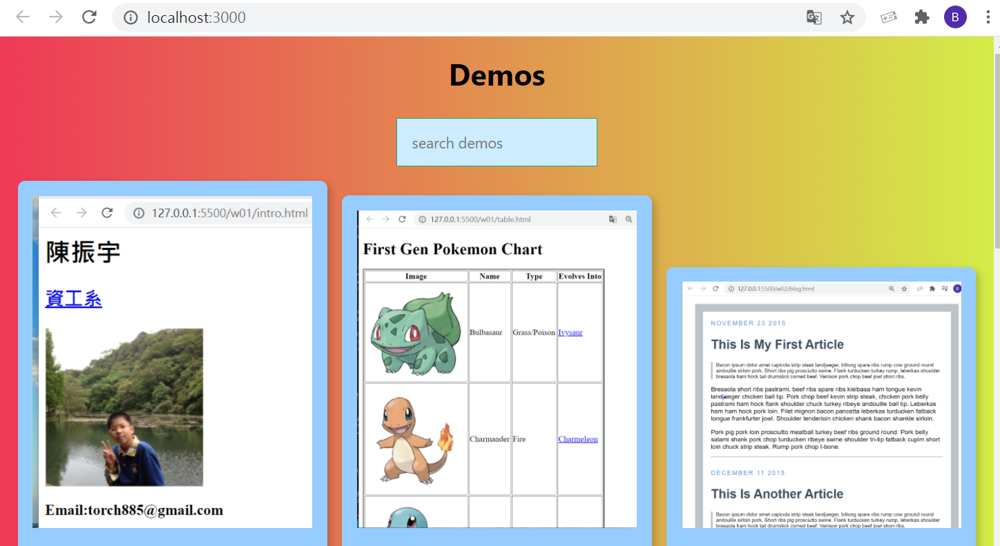 localhost:3000
B
Demos
search demos
127.0.0.1:5500/w01/intro.html
陳振宇
資工系
Email:torch885@gmail.com
127.0.0.1:5500/w01/table.html
First Gen Pokemon Chart
Image Name Type Evolves Into
Bulbasaur Grass/Poison Ivysaur
Charmander Fire Charmeleon
127.0.0.1:5500/w02/blog.html
B
NOVEMBER 23 2015
This Is My First Article
Bacon ipsum dolor amet capicola strip steak landjaeger, biltong spare ribs rump cow ground round
andouille sirloin pork. Short ribs pig prosciutto swine. Flank turducken turkey rump, leberkas shoulder
bresaola ham hock tail drumstick corned beef. Venison pork chop beef jowl short ribs.
Bresaola short ribs pastrami, beef ribs spare ribs kielbasa ham tongue kevin
landjaeger chicken ball tip. Pork chop beef kevin strip steak, chicken pork belly
pastrami ham hock flank shoulder chuck turkey ribeye andouille ball tip. Leberkas
ham ham hock pork loin. Filet mignon bacon pancetta leberkas turducken fatback
tongue frankfurter jowl. Shoulder tenderloin chicken shank bacon shankle sirloin.
Pork pig pork loin prosciutto meatball turkey beef ribs ground round. Pork belly
salami shank pork chop turducken ribeye swine shoulder tri-tip fatback cupim short
loin chuck strip steak. Rump pork chop t-bone.
DECEMBER 11 2015
This Is Another Article
Bacon ipsum dolor amet capicola strip steak landjaeger, biltong spare ribs rump cow ground round
andouille sirloin pork. Short ribs pig prosciutto swine. Flank turducken turkey rump, leberkas shoulder
bresaola ham hock tail drumstick corned beef. Venison pork chop beef jowl short ribs.